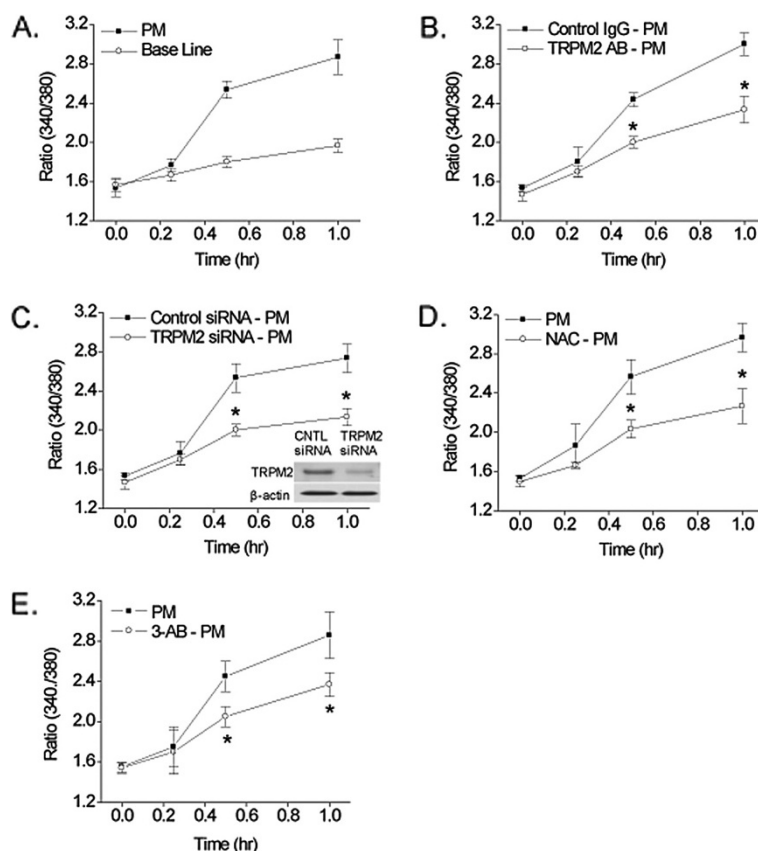 A.
PM
Base Line
3.2
2.8
2.4
2.0
1.6
1.2
Ratio (340/380)
0.0 0.2 0.4 0.6 0.8 1.0
Time (hr)
B.
Control IgG - PM
TRPM2 AB - PM
3.2
2.8
2.4
2.0
1.6
1.2
Ratio (340/380)
* *
0.0 0.2 0.4 0.6 0.8 1.0
Time (hr)
C.
Control siRNA - PM
TRPM2 siRNA - PM
3.2
2.8
2.4
2.0
1.6
1.2
Ratio (340/380)
* *
CNTL TRPM2
siRNA siRNA
TRPM2
β-actin
0.0 0.2 0.4 0.6 0.8 1.0
Time (hr)
D.
PM
NAC - PM
3.2
2.8
2.4
2.0
1.6
1.2
Ratio (340/380)
* *
0.0 0.2 0.4 0.6 0.8 1.0
Time (hr)
E.
PM
3-AB - PM
3.2
2.8
2.4
2.0
1.6
1.2
Ratio (340./380)
* *
0.0 0.2 0.4 0.6 0.8 1.0
Time (hr)